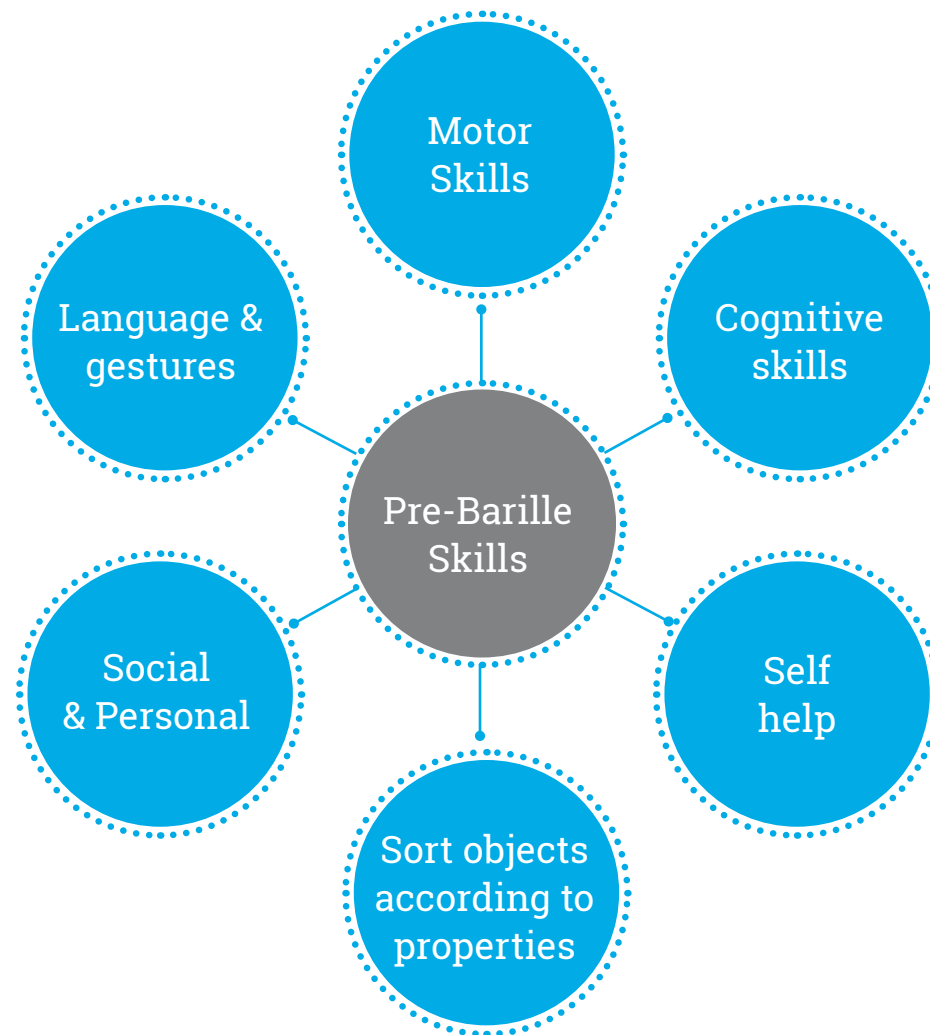 Motor
Skills
Language &
gestures
Cognitive
skills
Pre-Barille
Skills
Social
& Personal
Self
help
Sort objects
according to
properties